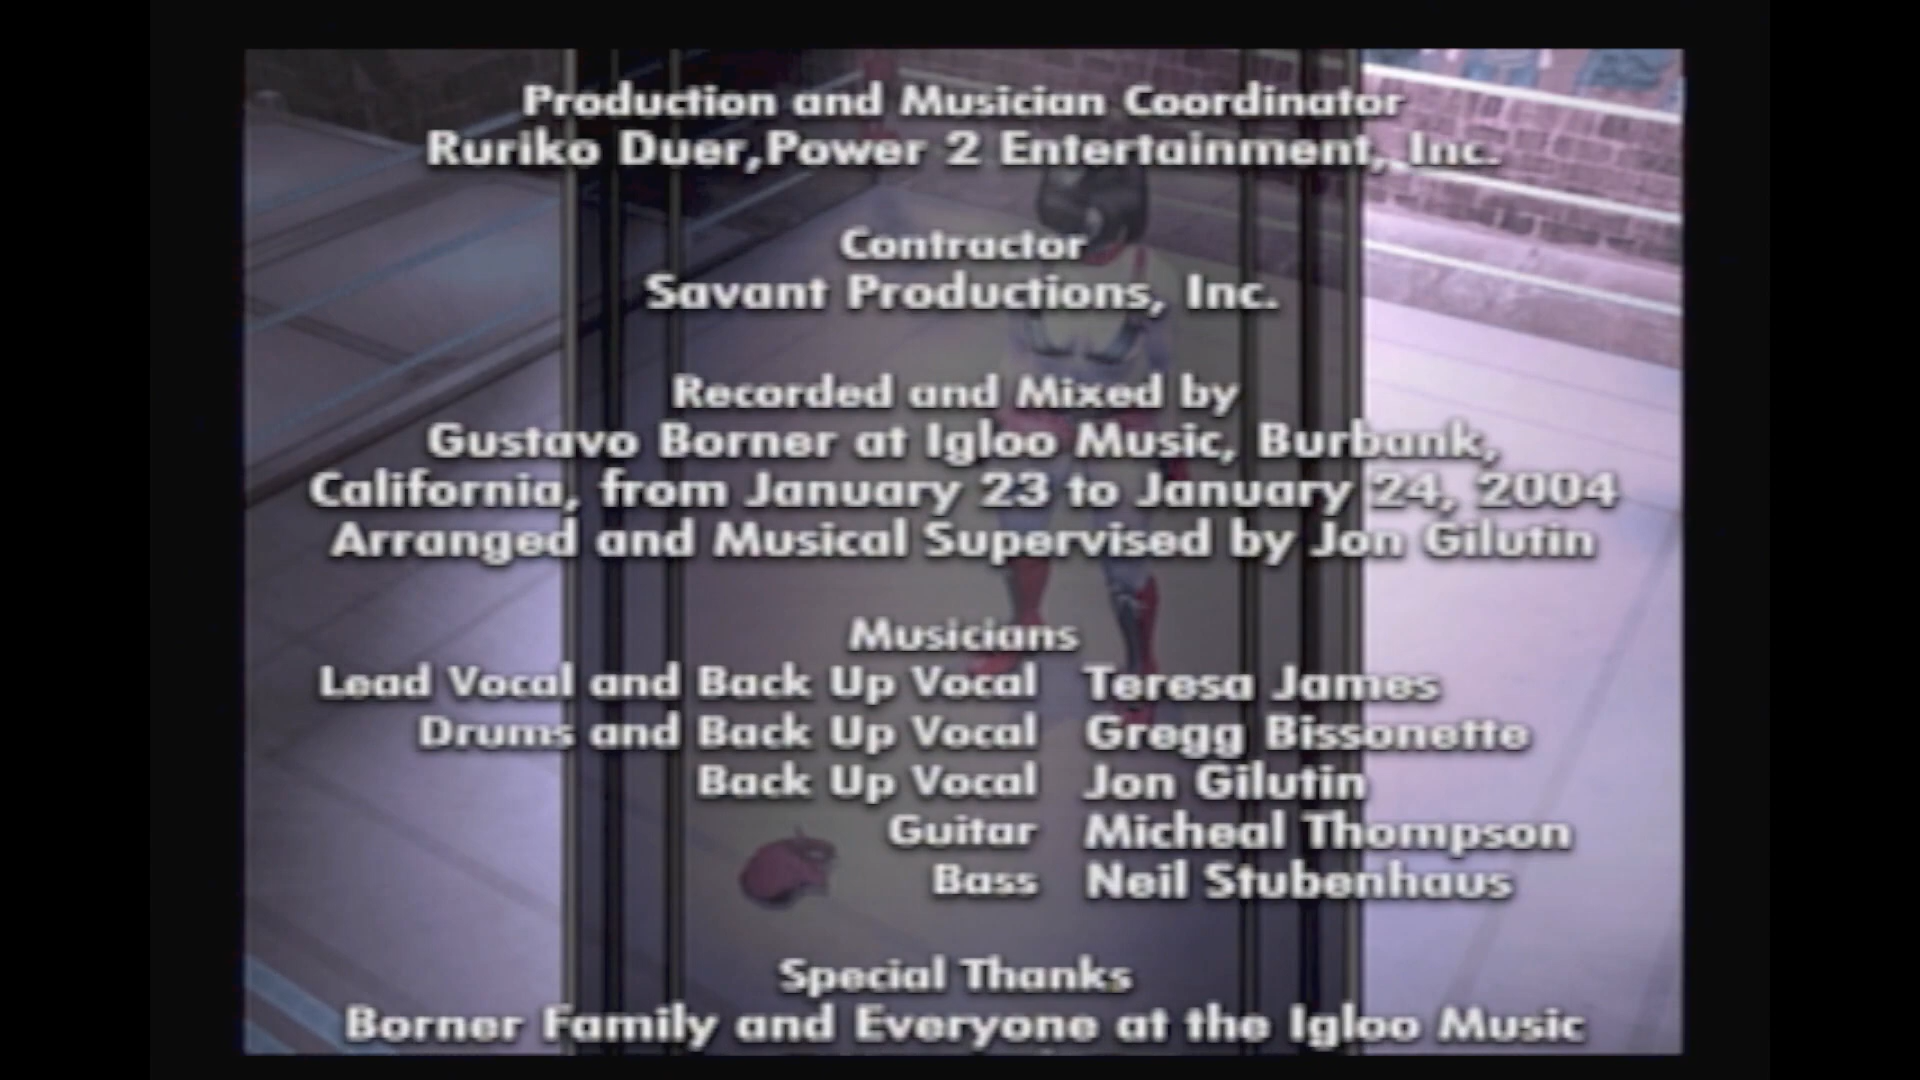 Production and Musician Coordinator
Ruriko Duer,Power 2 Entertainment, Inc.
Contractor
Savant Productions, Inc.
Recorded and Mixed by
Gustavo Borner at Igloo Music, Burbank,
California, from January 23 to January 24, 2004
Arranged and Musical Supervised by Jon Gilutin
Musicians
Lead Vocal and Back Up Vocal Teresa James
Drums and Back Up Vocal Gregg Bissonette
Back Up Vocal Jon Gilutin
Guitar Micheal Thompson
Bass Neil Stubenhaus
Special Thanks
Borner Family and Everyone at the Igloo Music